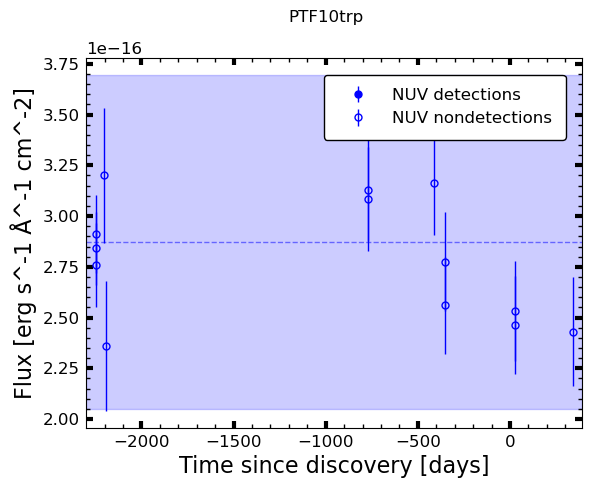 PTF10trp
1e−16
3.75
3.50
3.25
3.00
2.75
2.50
2.25
2.00
Flux [erg s^-1 Å^-1 cm^-2]
NUV detections
NUV nondetections
−2000 −1500 −1000 −500 0
Time since discovery [days]